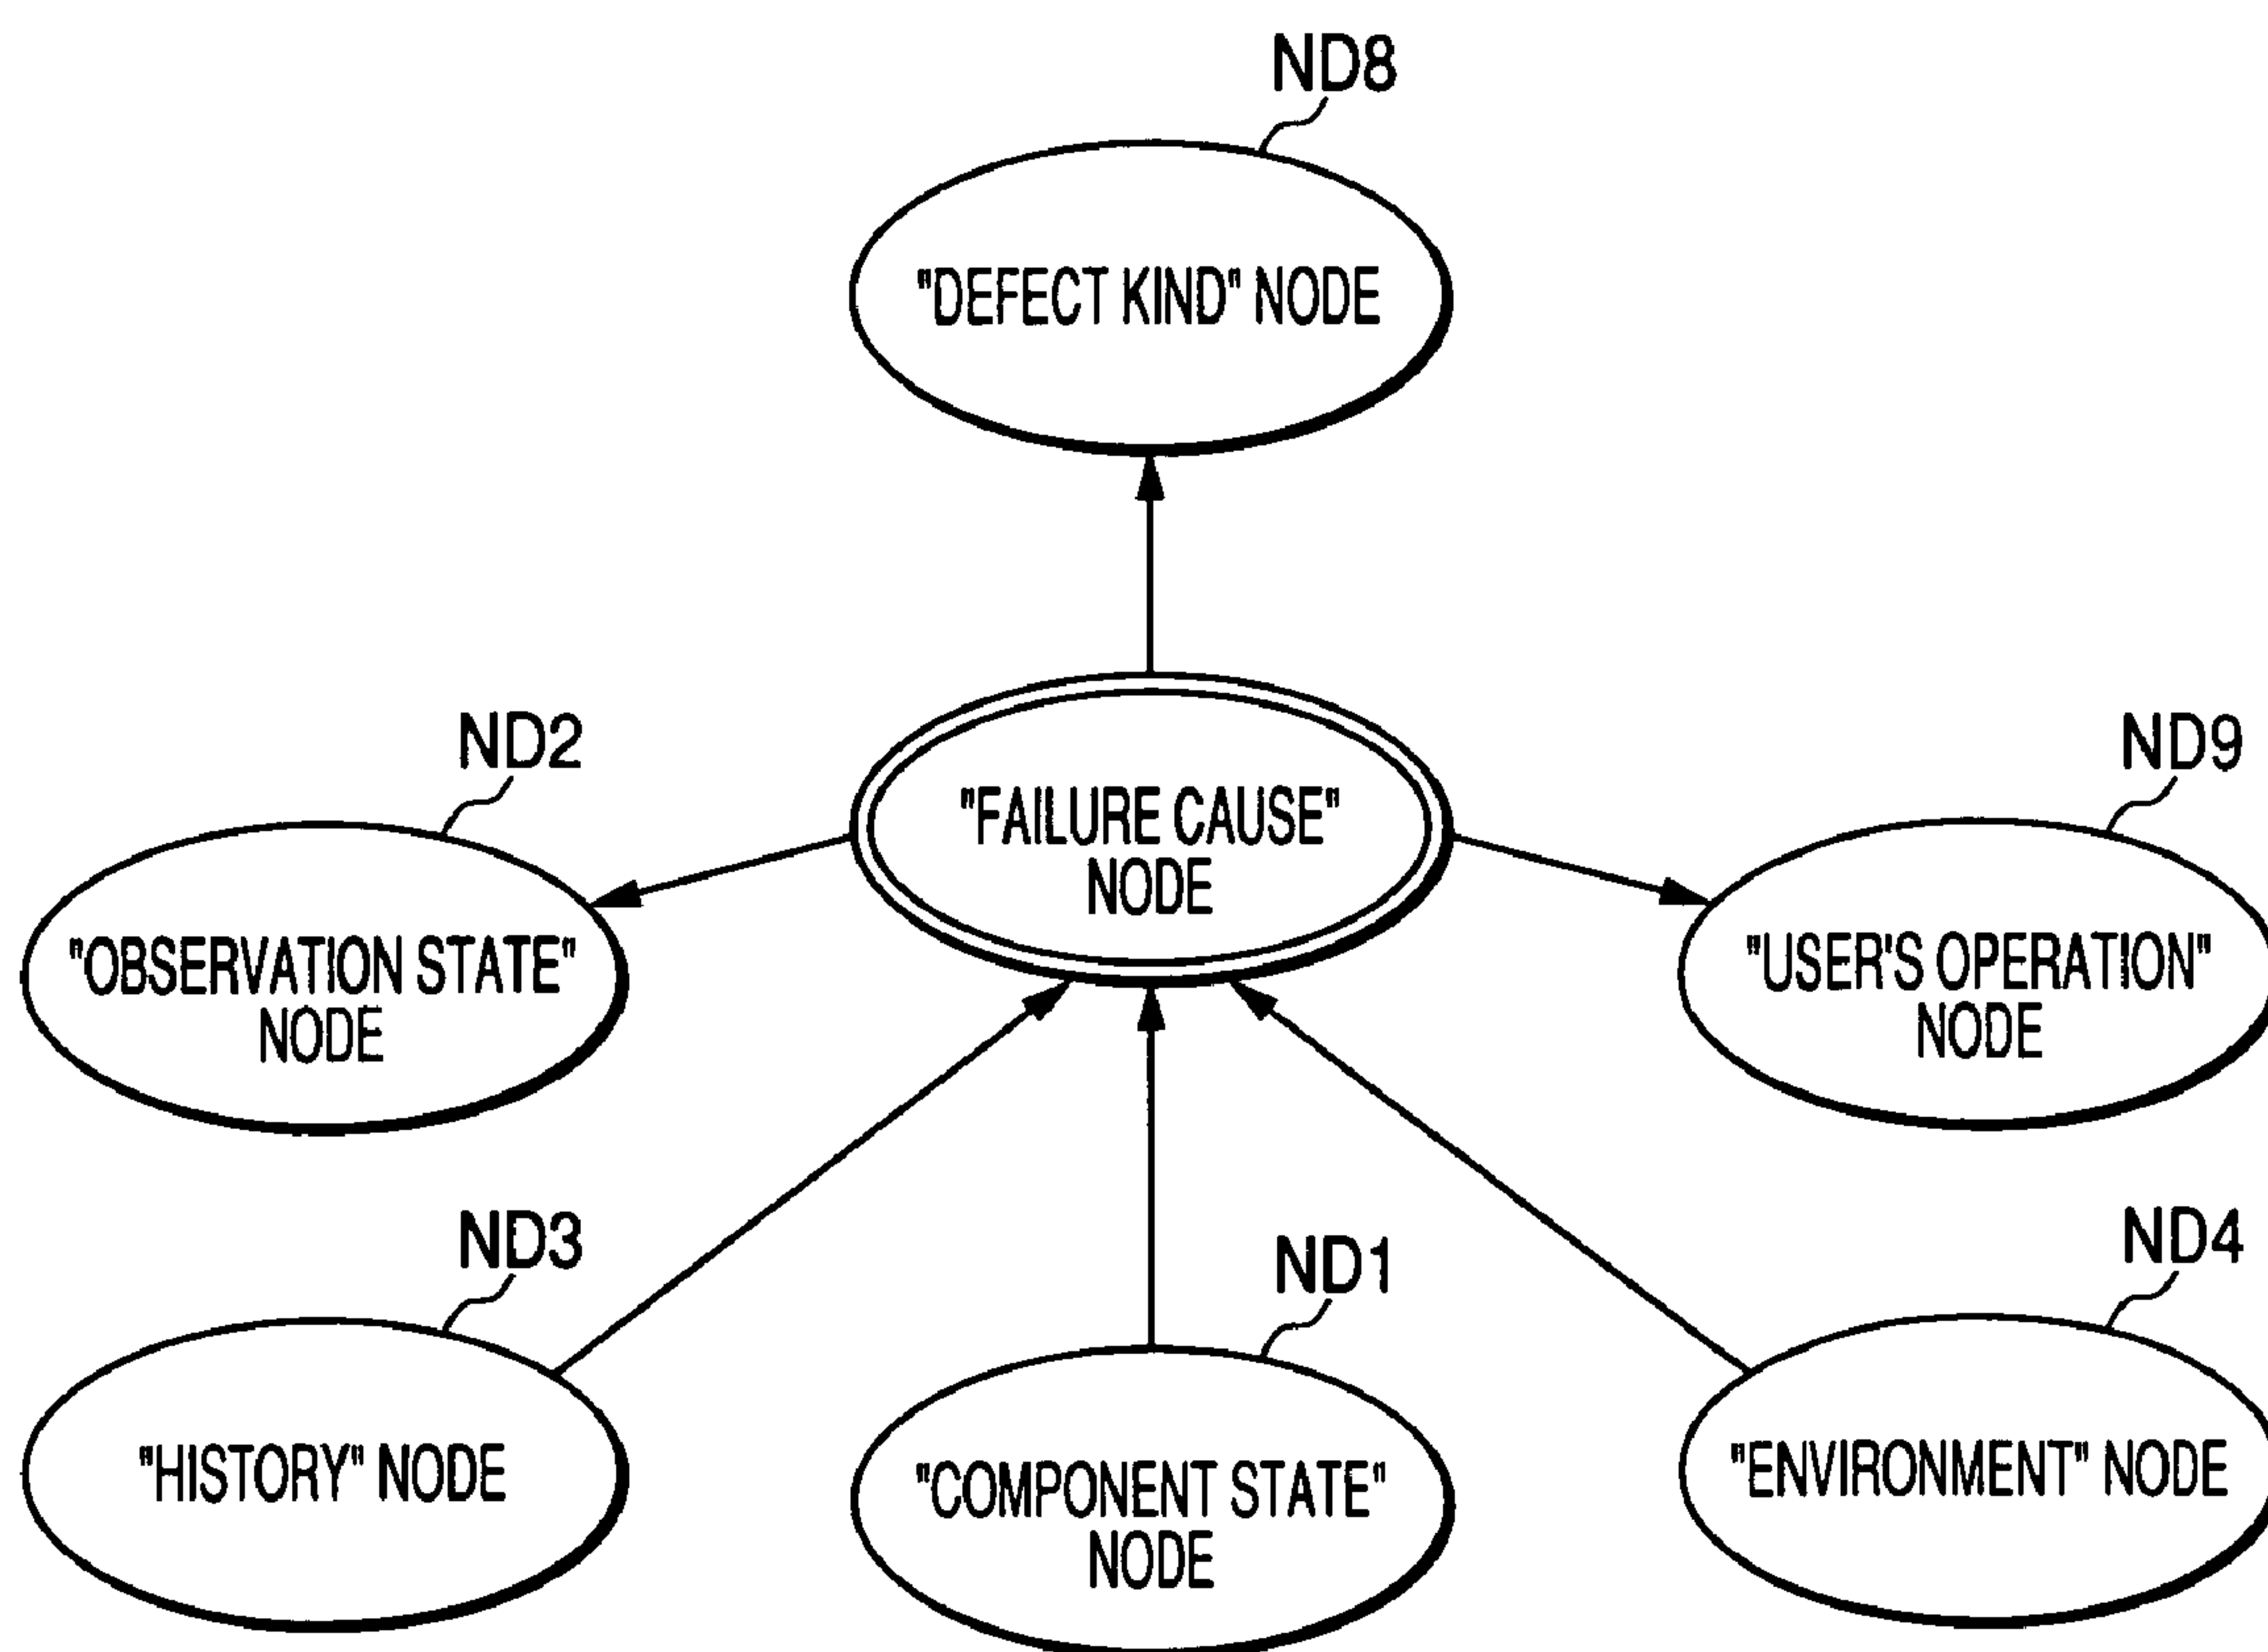 ND8
"DEFECT KIND" NODE
ND2
"FAILURE CAUSE"
NODE
ND9
"OBSERVATION STATE"
NODE
"USER'S OPERATION"
NODE
ND3
ND1
ND4
"HISTORY" NODE
"COMPONENT STATE"
NODE
"ENVIRONMENT" NODE